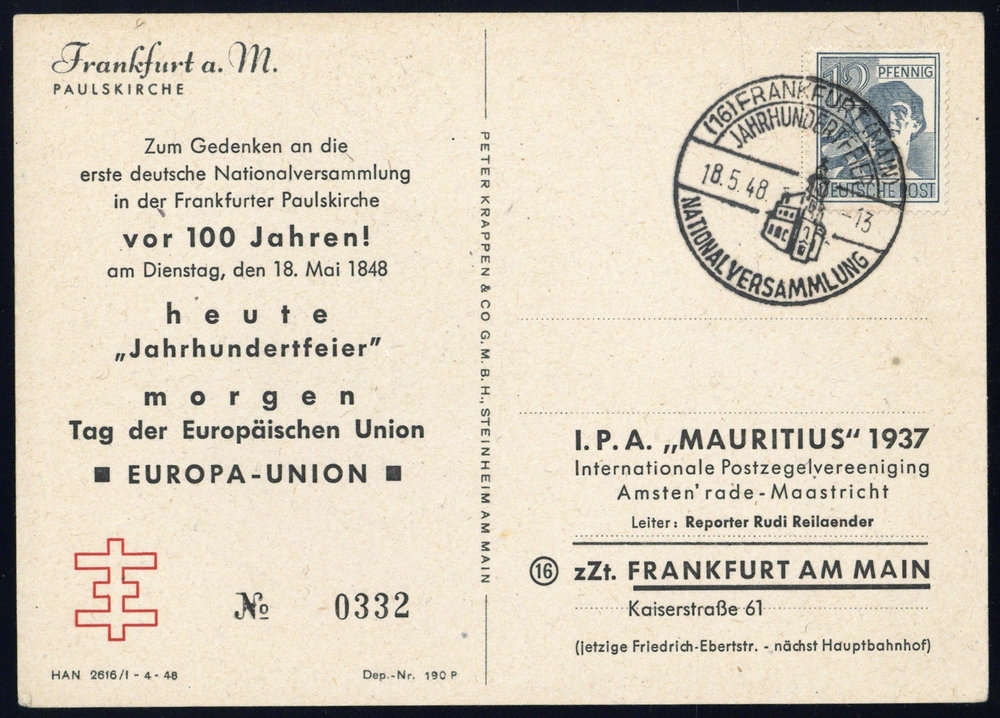 Frankfurt a. M.
PAULSKIRCHE
Zum Gedenken an die
erste deutsche Nationalversammlung
in der Frankfurter Paulskirche
vor 100 Jahren!
am Dienstag, den 18. Mai 1848
heute
„Jahrhundertfeier"
morgen
Tag der Europäischen Union
■ EUROPA-UNION ■
№ 0332
HAN 2616/I - 4 - 48
Dep.-Nr. 190 P
PETER KRAPPEN & CO G.M.B.H., STEINHEIM AM MAIN
12 PFENNIG
DEUTSCHE POST
(16) FRANKFURT (MAIN)
JAHRHUNDERTFEIER
18.5.48.-13
NATIONALVERSAMMLUNG
I.P.A. „MAURITIUS" 1937
Internationale Postzegelvereeniging
Amsten'rade - Maastricht
Leiter: Reporter Rudi Reilaender
16 zZt. FRANKFURT AM MAIN
Kaiserstraße 61
(jetzige Friedrich-Ebertstr. - nächst Hauptbahnhof)